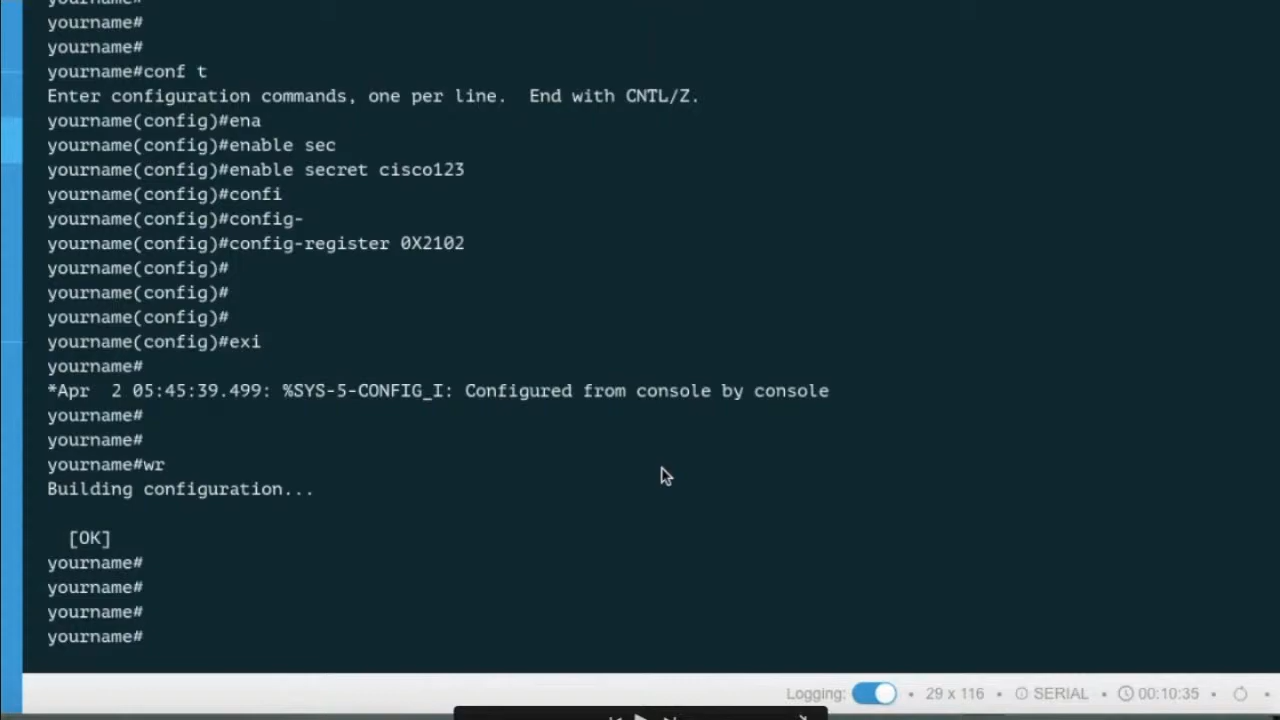 yourname#
yourname#
yourname#conf t
Enter configuration commands, one per line.  End with CNTL/Z.
yourname(config)#ena
yourname(config)#enable sec
yourname(config)#enable secret cisco123
yourname(config)#confi
yourname(config)#config-
yourname(config)#config-register 0X2102
yourname(config)#
yourname(config)#
yourname(config)#
yourname(config)#exi
yourname#
*Apr  2 05:45:39.499: %SYS-5-CONFIG_I: Configured from console by console
yourname#
yourname#
yourname#wr
Building configuration...
[OK]
yourname#
yourname#
yourname#
yourname#
Logging: • 29 x 116 • SERIAL • 00:10:35 •